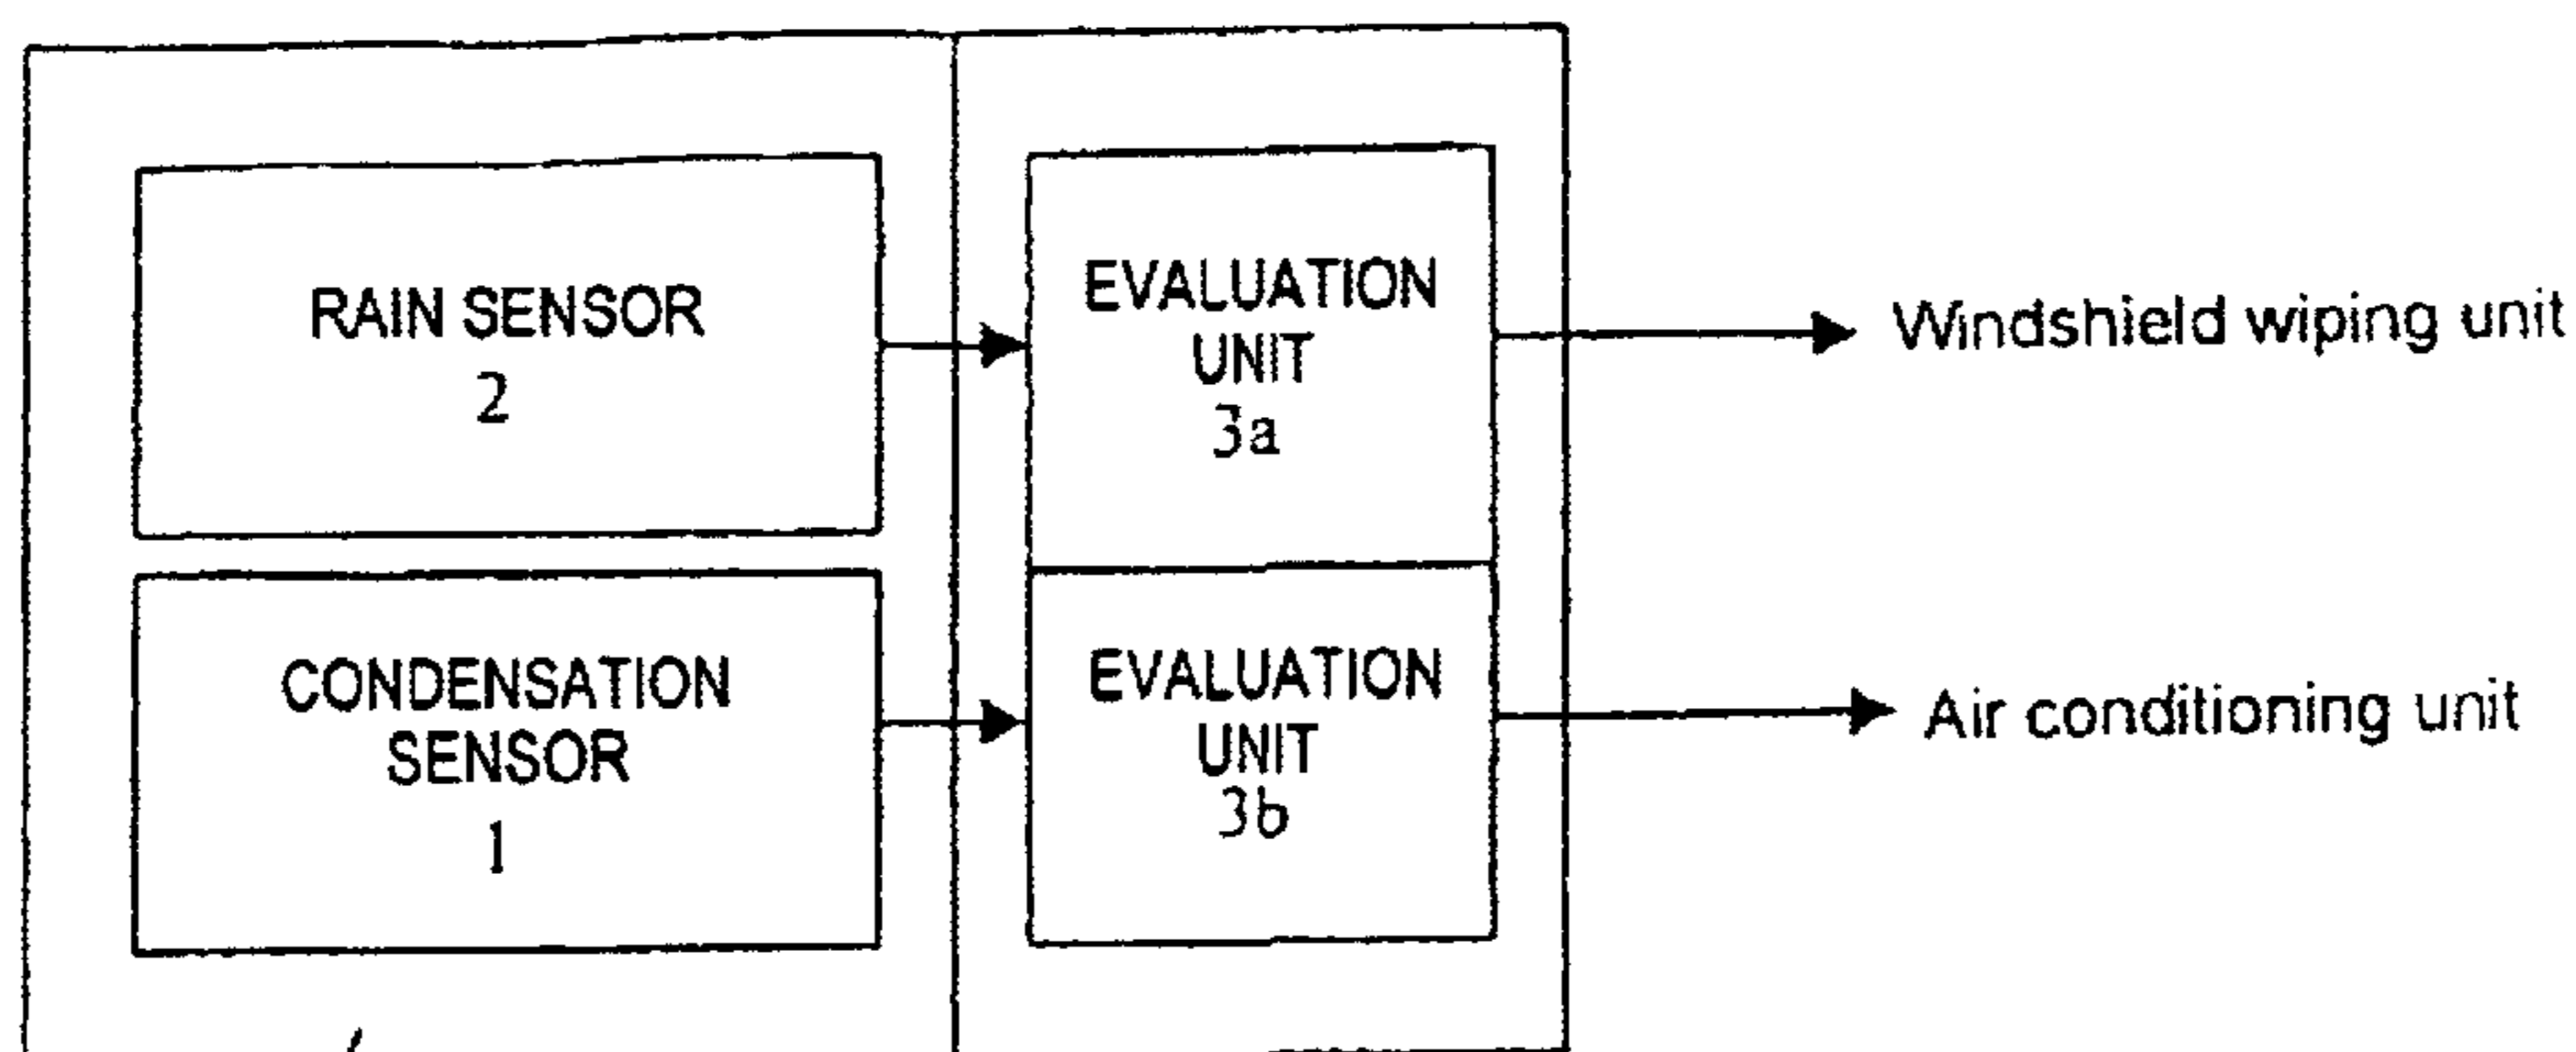 RAIN SENSOR
2
EVALUATION
UNIT
3a
Windshield wiping unit
CONDENSATION
SENSOR
1
EVALUATION
UNIT
3b
Air conditioning unit